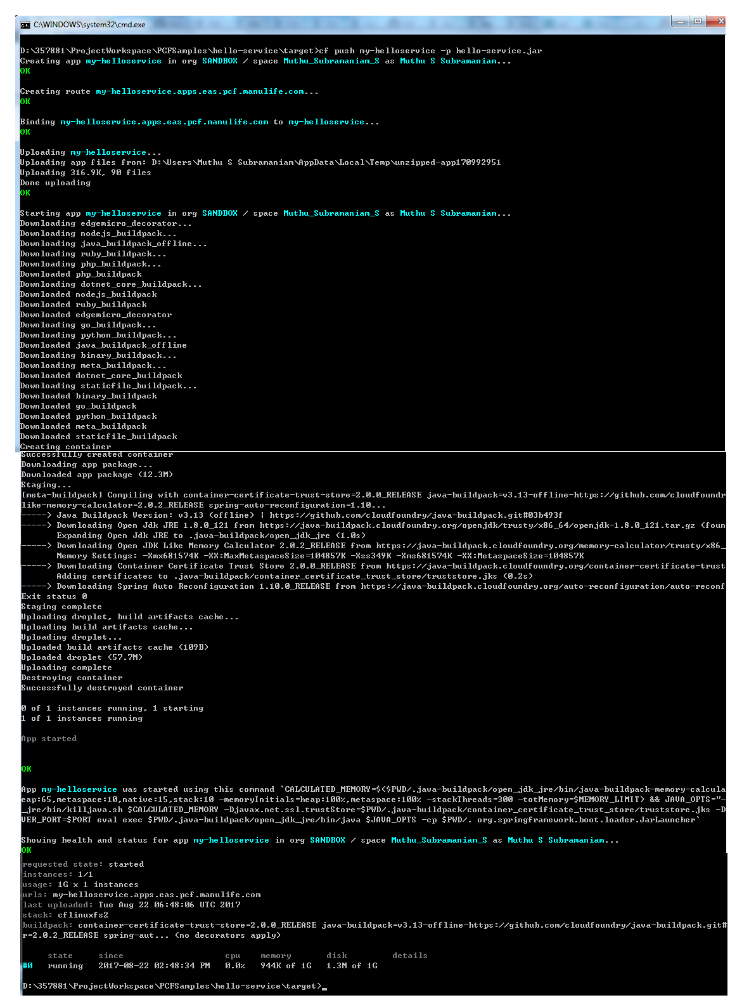 C:\WINDOWS\system32\cmd.exe
D:\357881\ProjectWorkspace\PCFSamples\hello-service\target>cf push my-helloservice -p hello-service.jar
Creating app my-helloservice in org SANDBOX / space Muthu_Subramaniam_S as Muthu S Subramaniam...
OK
Creating route my-helloservice.apps.eas.pcf.manulife.com...
OK
Binding my-helloservice.apps.eas.pcf.manulife.com to my-helloservice...
OK
Uploading my-helloservice...
Uploading app files from: D:\Users\Muthu S Subramaniam\AppData\Local\Temp\unzipped-app170992951
Uploading 316.9K, 90 files
Done uploading
OK
Starting app my-helloservice in org SANDBOX / space Muthu_Subramaniam_S as Muthu S Subramaniam...
Downloading edgemicro_decorator...
Downloading nodejs_buildpack...
Downloading java_buildpack_offline...
Downloading ruby_buildpack...
Downloading php_buildpack...
Downloaded php_buildpack
Downloading dotnet_core_buildpack...
Downloaded nodejs_buildpack
Downloaded ruby_buildpack
Downloaded edgemicro_decorator
Downloading go_buildpack...
Downloading python_buildpack...
Downloaded java_buildpack_offline
Downloading binary_buildpack...
Downloading meta_buildpack...
Downloaded dotnet_core_buildpack
Downloading staticfile_buildpack...
Downloaded binary_buildpack
Downloaded go_buildpack
Downloaded python_buildpack
Downloaded meta_buildpack
Downloaded staticfile_buildpack
Creating container
Successfully created container
Downloading app package...
Downloaded app package (12.3M)
Staging...
[meta-buildpack] Compiling with container-certificate-trust-store=2.0.0_RELEASE java-buildpack=v3.13-offline-https://github.com/cloudfoundr
like-memory-calculator=2.0.2_RELEASE spring-auto-reconfiguration=1.10...
-----> Java Buildpack Version: v3.13 (offline) | https://github.com/cloudfoundry/java-buildpack.git#03b493f
-----> Downloading Open Jdk JRE 1.8.0_121 from https://java-buildpack.cloudfoundry.org/openjdk/trusty/x86_64/openjdk-1.8.0_121.tar.gz (foun
Expanding Open Jdk JRE to .java-buildpack/open_jdk_jre (1.0s)
-----> Downloading Open JDK Like Memory Calculator 2.0.2_RELEASE from https://java-buildpack.cloudfoundry.org/memory-calculator/trusty/x86_
Memory Settings: -Xmx681574K -XX:MaxMetaspaceSize=104857K -Xss349K -Xms681574K -XX:MetaspaceSize=104857K
-----> Downloading Container Certificate Trust Store 2.0.0_RELEASE from https://java-buildpack.cloudfoundry.org/container-certificate-trust
Adding certificates to .java-buildpack/container_certificate_trust_store/truststore.jks (0.2s)
-----> Downloading Spring Auto Reconfiguration 1.10.0_RELEASE from https://java-buildpack.cloudfoundry.org/auto-reconfiguration/auto-reconf
Exit status 0
Staging complete
Uploading droplet, build artifacts cache...
Uploading build artifacts cache...
Uploading droplet...
Uploaded build artifacts cache (109B)
Uploaded droplet (57.7M)
Uploading complete
Destroying container
Successfully destroyed container
0 of 1 instances running, 1 starting
1 of 1 instances running
App started
OK
App my-helloservice was started using this command `CALCULATED_MEMORY=$($PWD/.java-buildpack/open_jdk_jre/bin/java-buildpack-memory-calcula
eap:65,metaspace:10,native:15,stack:10 -memoryInitials=heap:100%,metaspace:100% -stackThreads=300 -totMemory=$MEMORY_LIMIT) && JAVA_OPTS="-
_jre/bin/killjava.sh $CALCULATED_MEMORY -Djavax.net.ssl.trustStore=$PWD/.java-buildpack/container_certificate_trust_store/truststore.jks -D
VER_PORT=$PORT eval exec $PWD/.java-buildpack/open_jdk_jre/bin/java $JAVA_OPTS -cp $PWD/. org.springframework.boot.loader.JarLauncher`
Showing health and status for app my-helloservice in org SANDBOX / space Muthu_Subramaniam_S as Muthu S Subramaniam...
OK
requested state: started
instances: 1/1
usage: 1G x 1 instances
urls: my-helloservice.apps.eas.pcf.manulife.com
last uploaded: Tue Aug 22 06:48:06 UTC 2017
stack: cflinuxfs2
buildpack: container-certificate-trust-store=2.0.0_RELEASE java-buildpack=v3.13-offline-https://github.com/cloudfoundry/java-buildpack.git#
r=2.0.2_RELEASE spring-aut... (no decorators apply)
state since cpu memory disk details
#0 running 2017-08-22 02:48:34 PM 0.0% 944K of 1G 1.3M of 1G
D:\357881\ProjectWorkspace\PCFSamples\hello-service\target>_